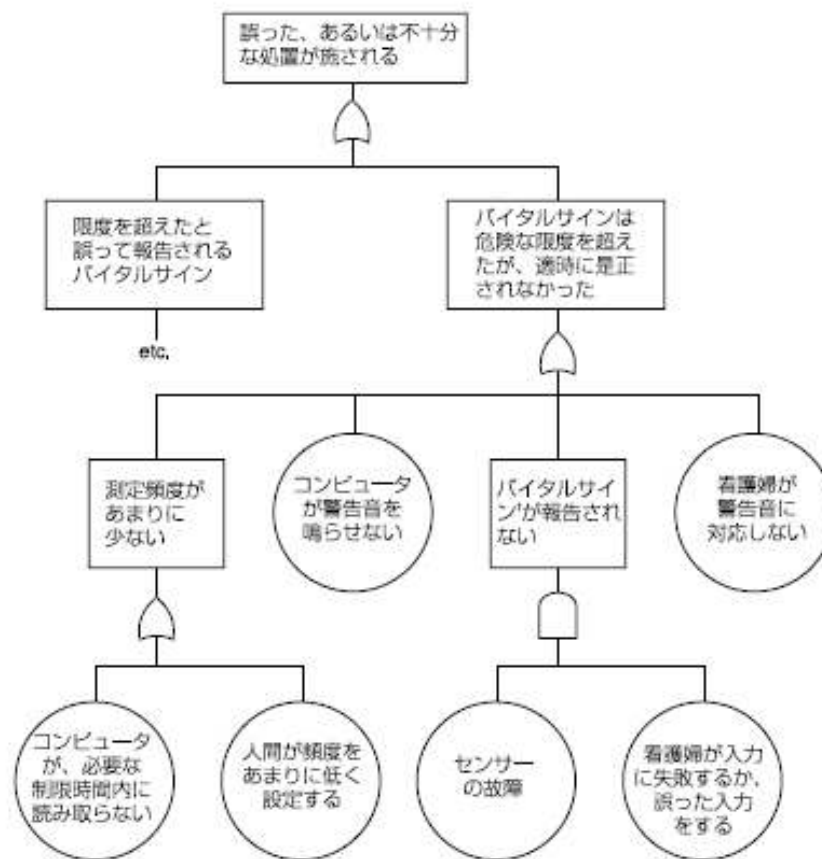 誤った、あるいは不十分
な処置が施される
限度を超えたと
誤って報告される
バイタルサイン
バイタルサインは
危険な限度を超え
たが、適時に是正
されなかった
etc.
測定頻度が
あまりに
少ない
コンピュータ
が警告音を
鳴らせない
バイタルサイ
ンが報告され
ない
看護婦が
警告音に
対応しない
コンピュータ
が、必要な
制限時間内に
読み取らない
人間が頻度を
あまりに低く
設定する
センサー
の故障
看護婦が入力
に失敗するか、
誤った入力
をする